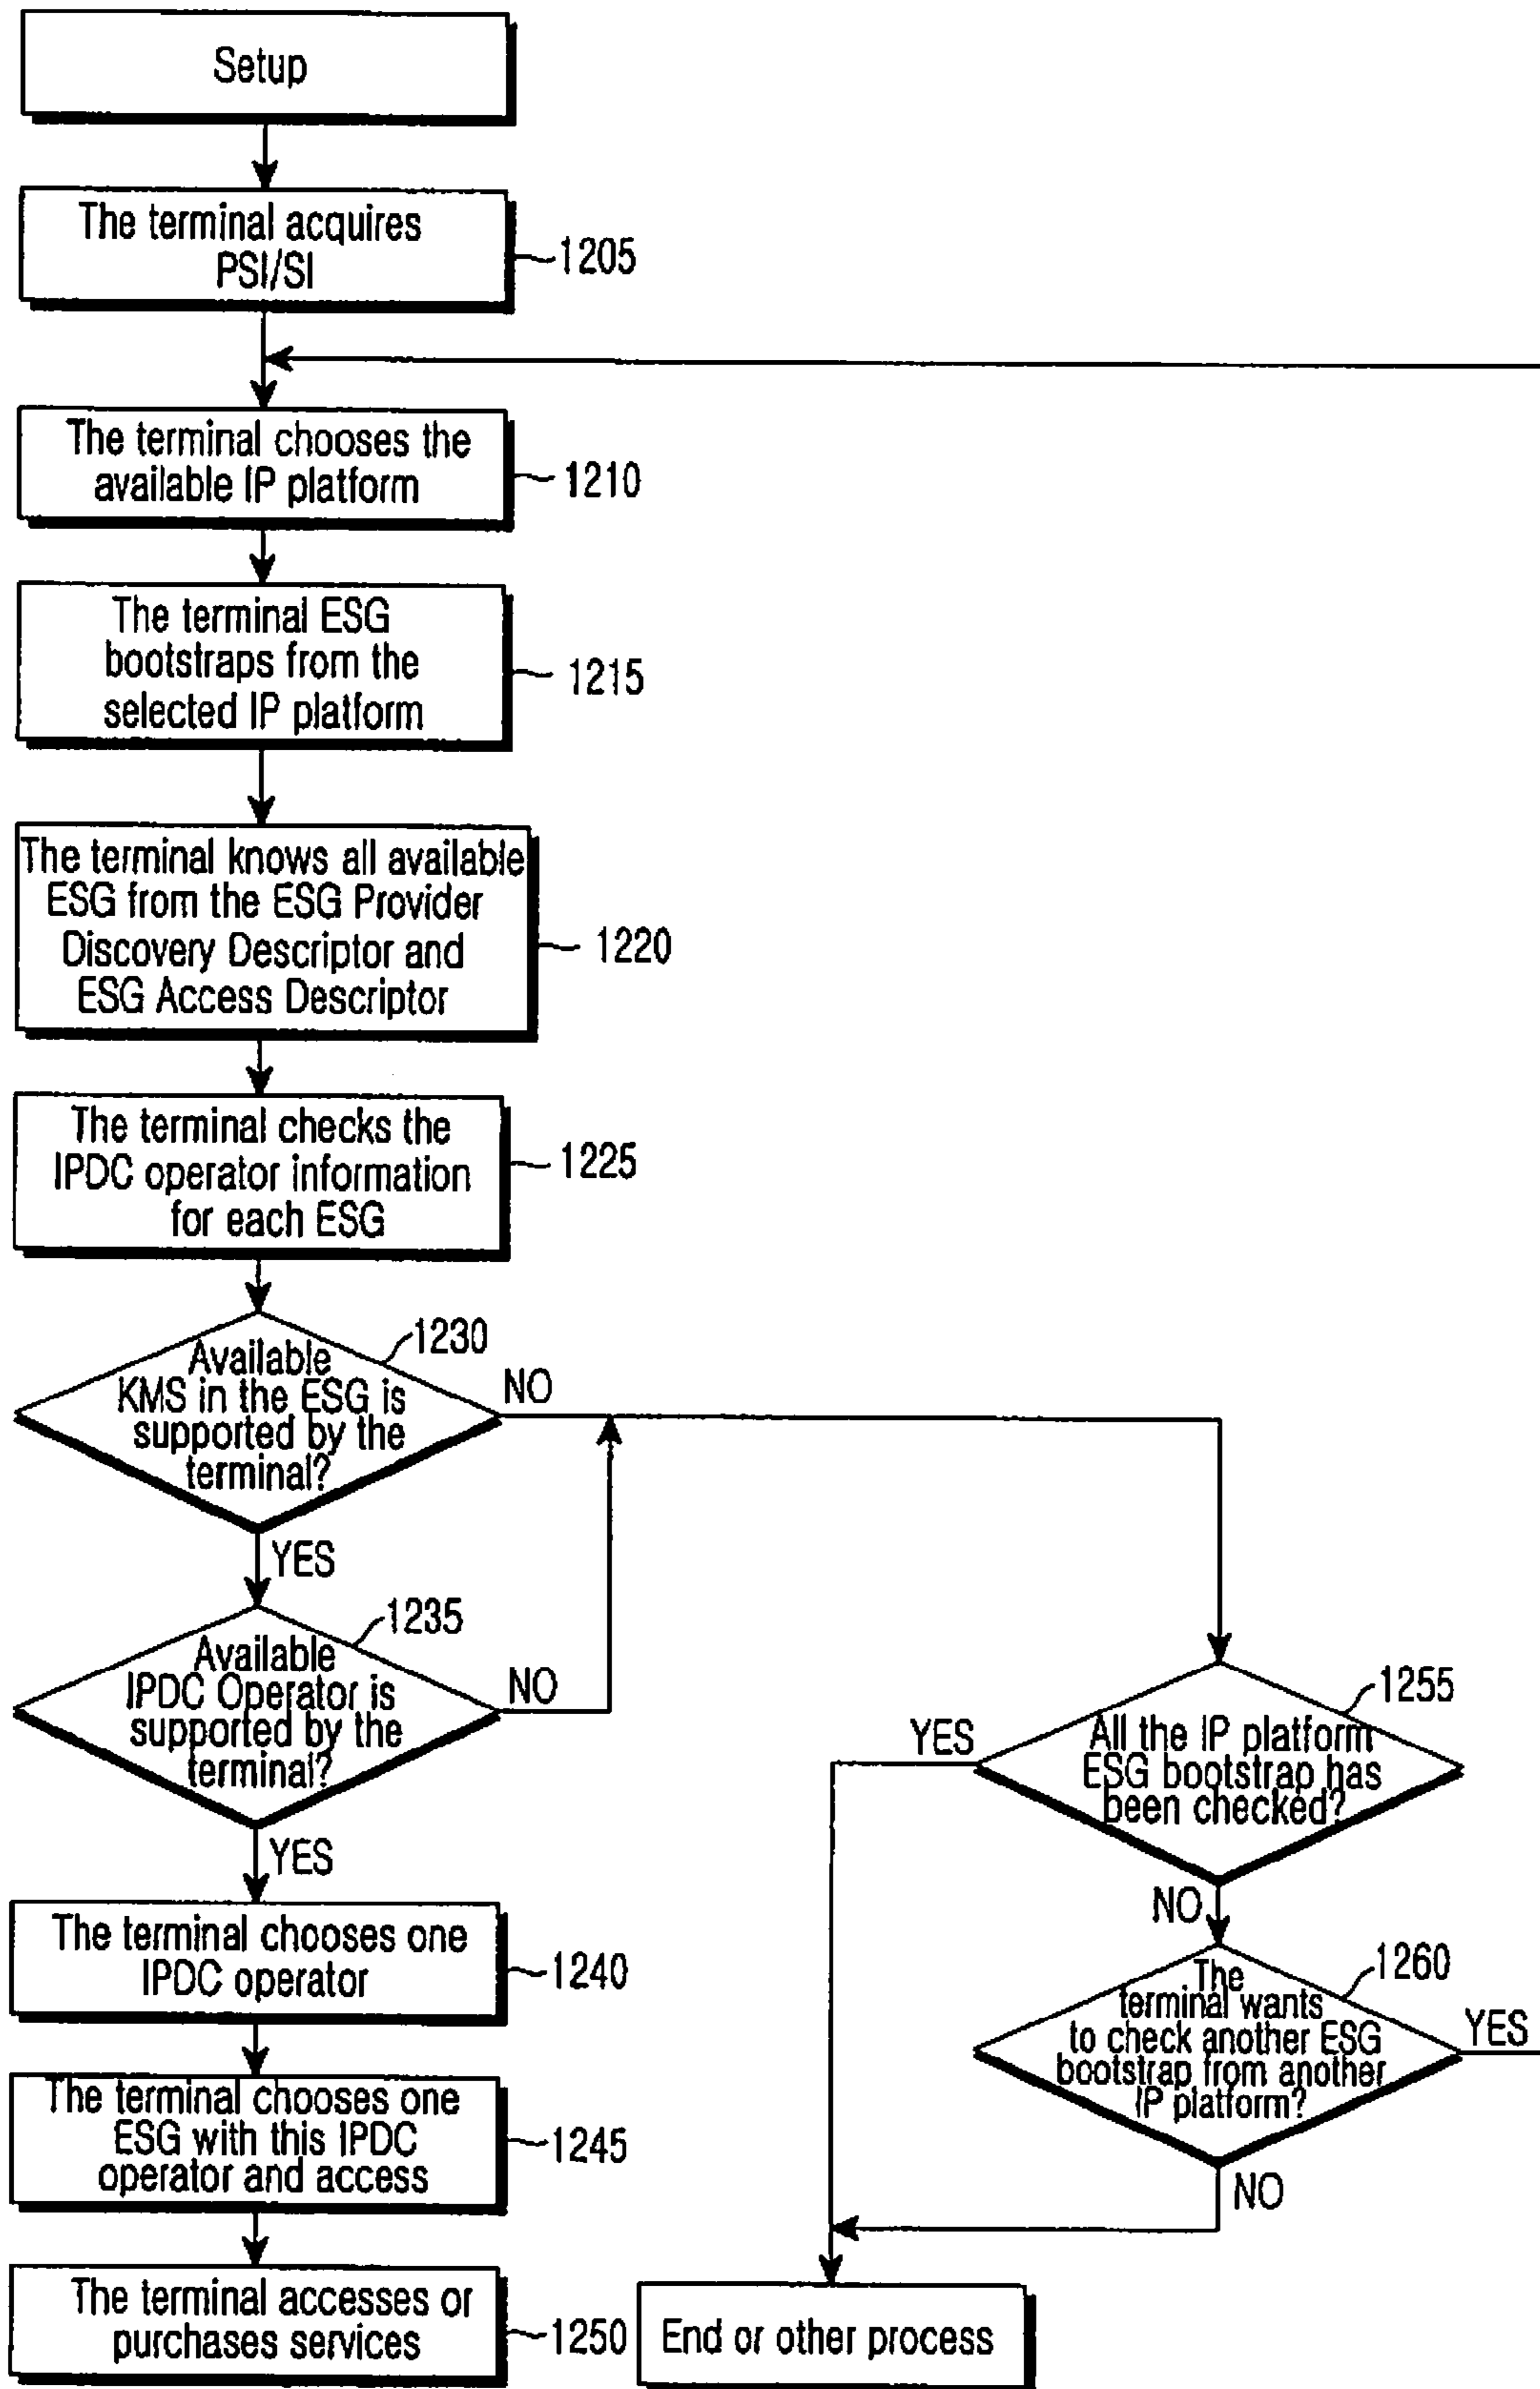 Setup
The terminal acquires
PSI/SI
1205
The terminal chooses the
available IP platform
1210
The terminal ESG
bootstraps from the
selected IP platform
1215
The terminal knows all available
ESG from the ESG Provider
Discovery Descriptor and
ESG Access Descriptor
1220
The terminal checks the
IPDC operator information
for each ESG
1225
Available
KMS in the ESG is
supported by the
terminal?
1230
NO
YES
Available
IPDC Operator is
supported by the
terminal?
1235
NO
YES
The terminal chooses one
IPDC operator
1240
The terminal chooses one
ESG with this IPDC
operator and access
1245
The terminal accesses or
purchases services
1250
All the IP platform
ESG bootstrap has
been checked?
1255
YES
NO
The
terminal wants
to check another ESG
bootstrap from another
IP platform?
1260
YES
NO
End or other process